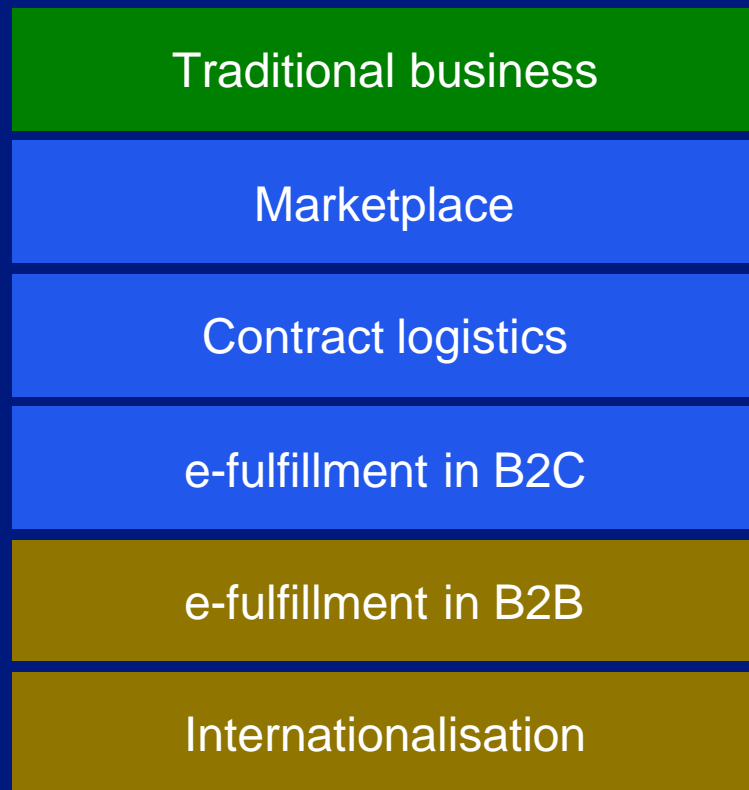 Traditional business
Marketplace
Contract logistics
e-fulfillment in B2C
e-fulfillment in B2B
Internationalisation